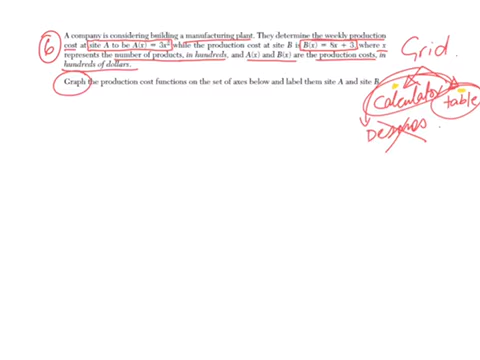 6 A company is considering building a manufacturing plant. They determine the weekly production
cost at site A to be A(x) = 3x² while the production cost at site B is B(x) = 8x + 3, where x
represents the number of products, in hundreds, and A(x) and B(x) are the production costs, in
hundreds of dollars.
Graph the production cost functions on the set of axes below and label them site A and site B.
Grid
calculator
table